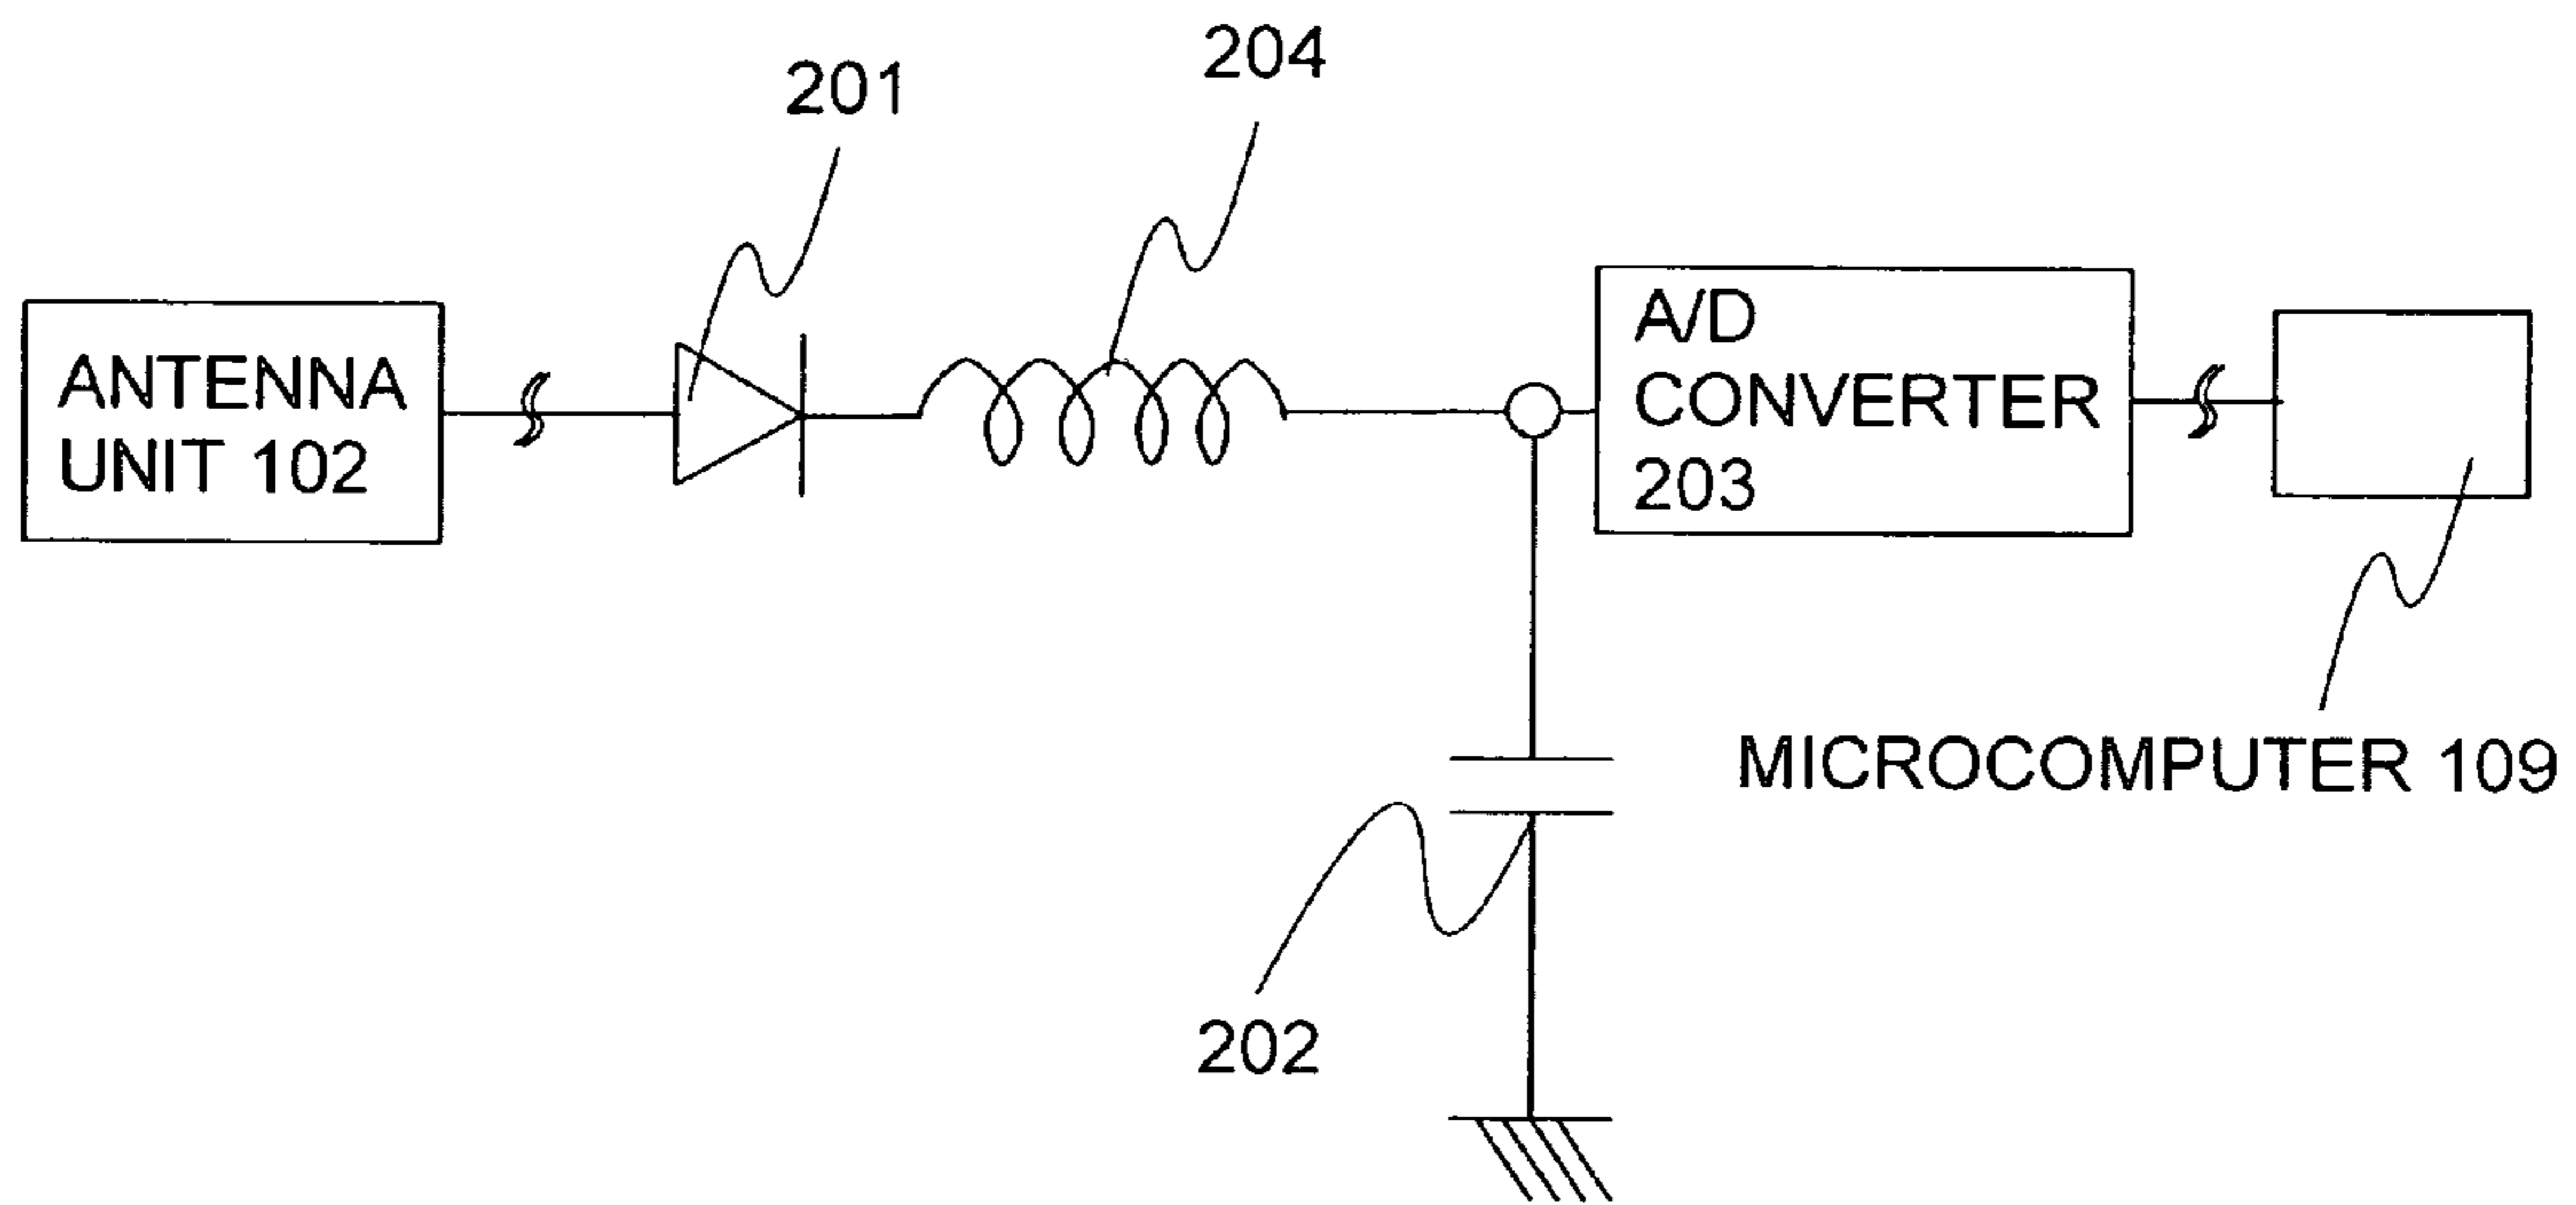 204
201
ANTENNA
UNIT 102
A/D
CONVERTER
203
MICROCOMPUTER 109
202